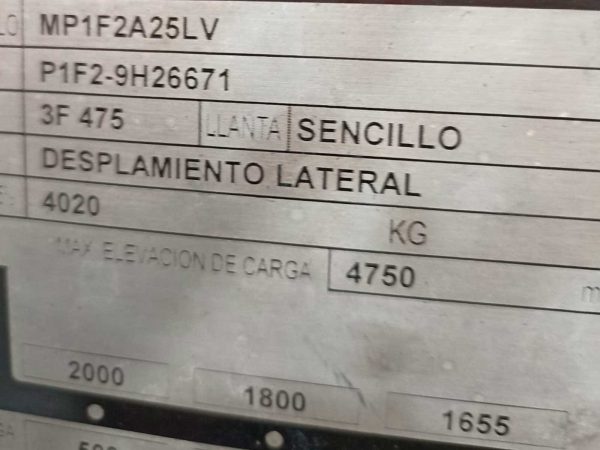 LO MP1F2A25LV
P1F2-9H26671
3F 475 LLANTA SENCILLO
DESPLAMIENTO LATERAL
4020 KG
MAX. ELEVACION DE CARGA 4750 m
2000 1800 1655